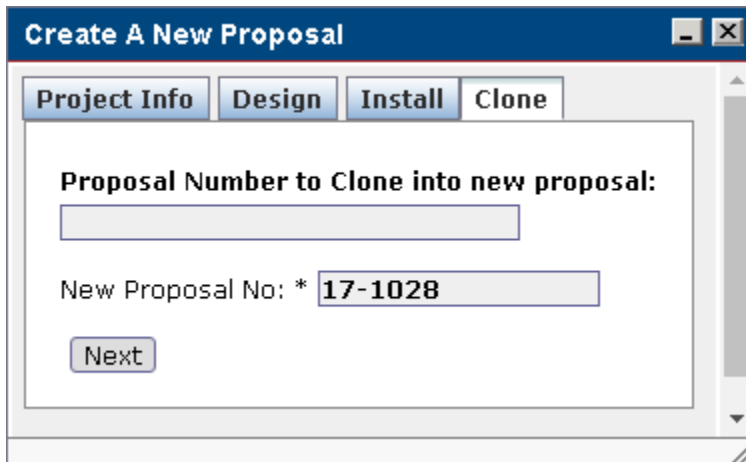 Create A New Proposal
Project Info Design Install Clone
Proposal Number to Clone into new proposal:
New Proposal No: * 17-1028
Next